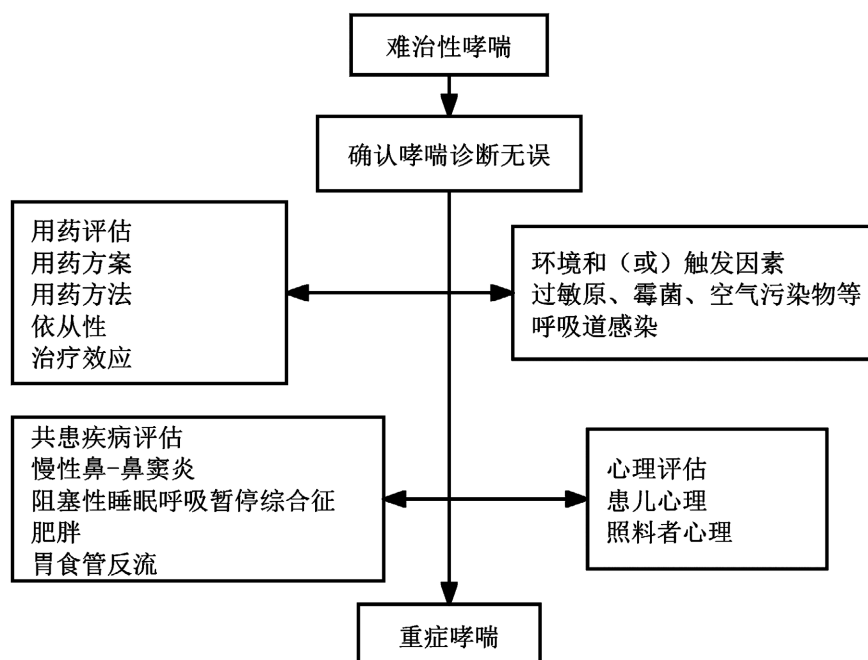 难治性哮喘
确认哮喘诊断无误
用药评估
用药方案
用药方法
依从性
治疗效应
环境和（或）触发因素
过敏原、霉菌、空气污染物等
呼吸道感染
共患疾病评估
慢性鼻-鼻窦炎
阻塞性睡眠呼吸暂停综合征
肥胖
胃食管反流
心理评估
患儿心理
照料者心理
重症哮喘